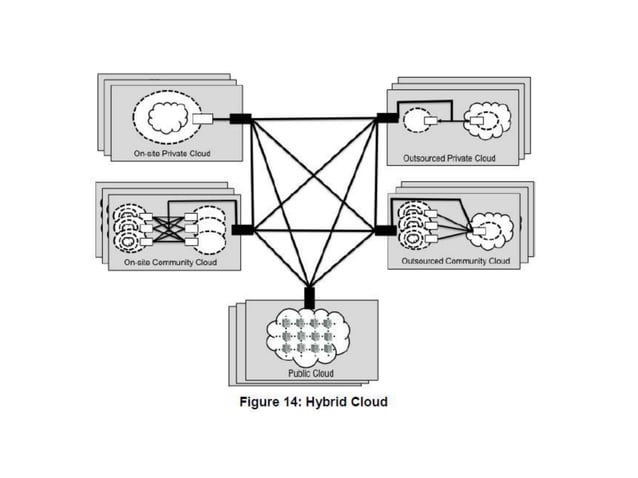 On-site Private Cloud
Outsourced Private Cloud
On-site Community Cloud
Outsourced Community Cloud
Public Cloud
Figure 14: Hybrid Cloud